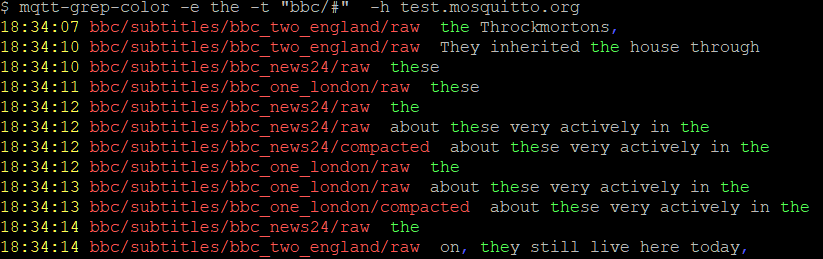 $ mqtt-grep-color -e the -t "bbc/#"  -h test.mosquitto.org
18:34:07 bbc/subtitles/bbc_two_england/raw  the Throckmortons,
18:34:10 bbc/subtitles/bbc_two_england/raw  They inherited the house through
18:34:10 bbc/subtitles/bbc_news24/raw  these
18:34:11 bbc/subtitles/bbc_one_london/raw  these
18:34:12 bbc/subtitles/bbc_news24/raw  the
18:34:12 bbc/subtitles/bbc_news24/raw  about these very actively in the
18:34:12 bbc/subtitles/bbc_news24/compacted  about these very actively in the
18:34:12 bbc/subtitles/bbc_one_london/raw  the
18:34:13 bbc/subtitles/bbc_one_london/raw  about these very actively in the
18:34:13 bbc/subtitles/bbc_one_london/compacted  about these very actively in the
18:34:14 bbc/subtitles/bbc_news24/raw  the
18:34:14 bbc/subtitles/bbc_two_england/raw  on, they still live here today,